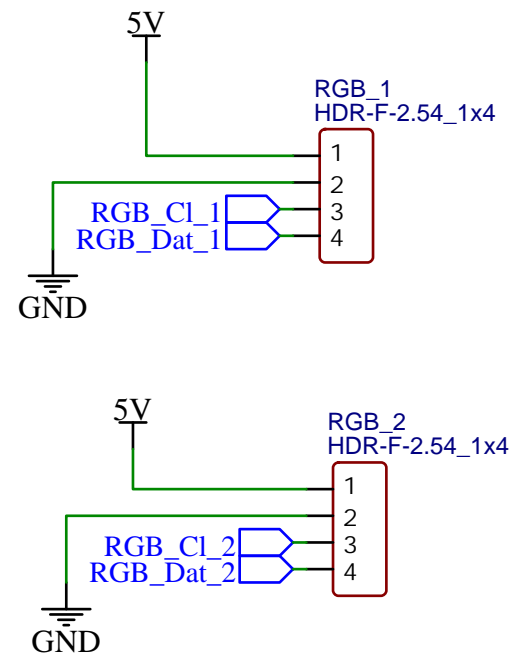 5V
RGB_1
HDR-F-2.54_1x4
1
2
RGB_Cl_1 3
RGB_Dat_1 4
GND
5V
RGB_2
HDR-F-2.54_1x4
1
2
RGB_Cl_2 3
RGB_Dat_2 4
GND